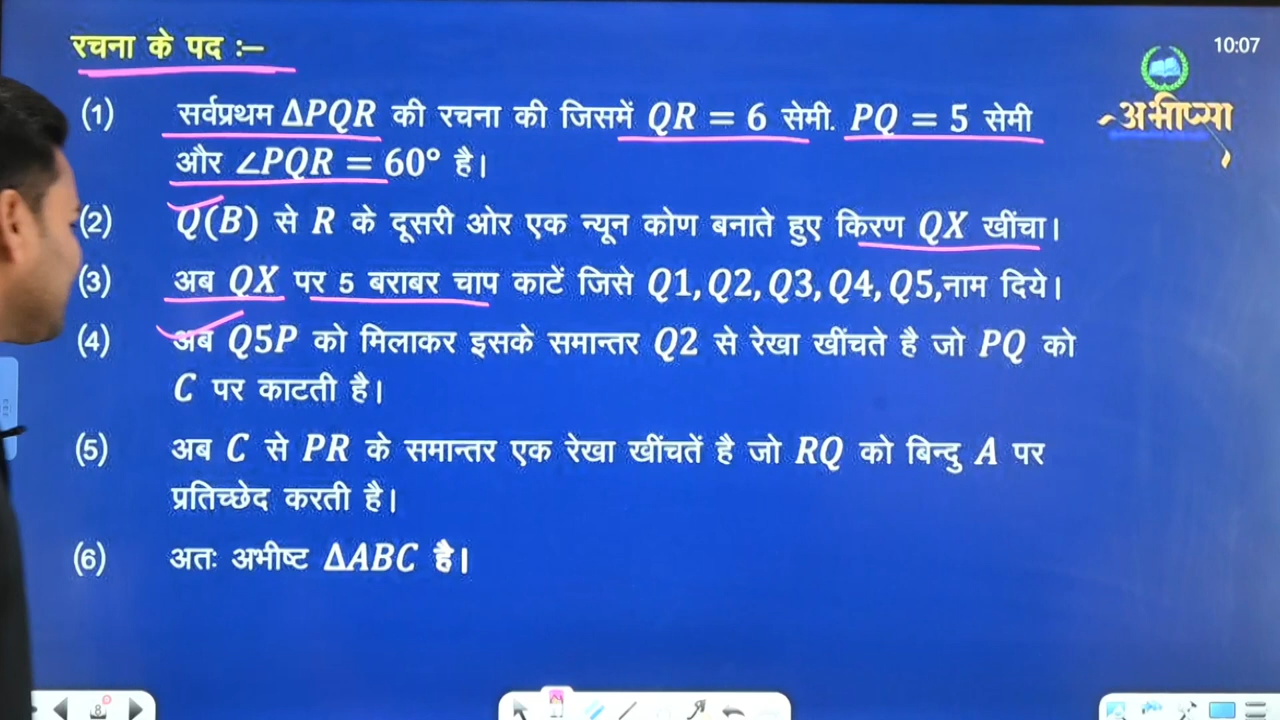 रचना के पद :–
10:07
अभीप्सा
(1) सर्वप्रथम ΔPQR की रचना की जिसमें QR = 6 सेमी. PQ = 5 सेमी
और ∠PQR = 60° है।
(2) Q(B) से R के दूसरी ओर एक न्यून कोण बनाते हुए किरण QX खींचा।
(3) अब QX पर 5 बराबर चाप काटें जिसे Q1, Q2, Q3, Q4, Q5,नाम दिये।
(4) अब Q5P को मिलाकर इसके समान्तर Q2 से रेखा खींचते है जो PQ को
C पर काटती है।
(5) अब C से PR के समान्तर एक रेखा खींचतें है जो RQ को बिन्दु A पर
प्रतिच्छेद करती है।
(6) अतः अभीष्ट ΔABC है।
8